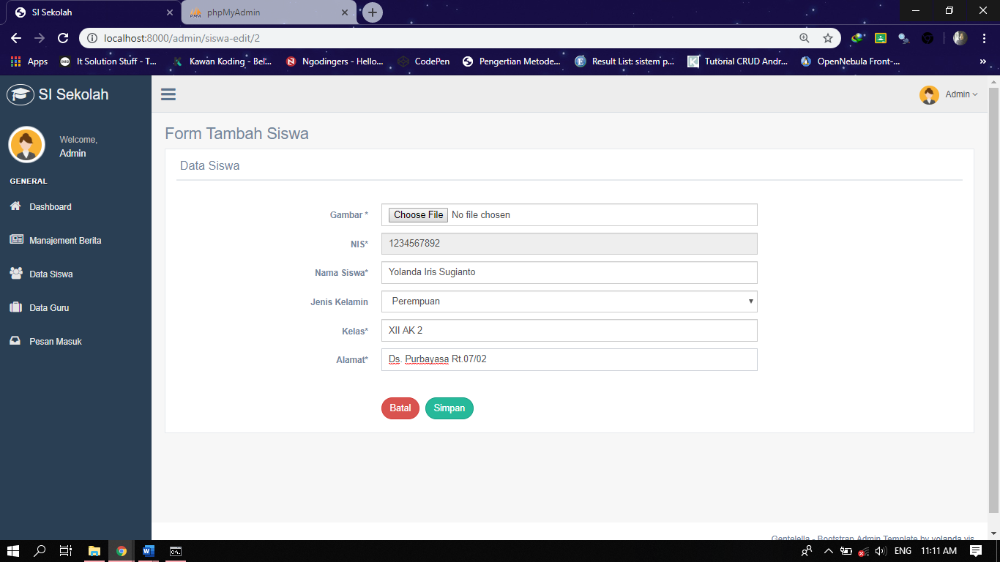 SI Sekolah
phpMyAdmin
localhost:8000/admin/siswa-edit/2
Apps
It Solution Stuff - T...
Kawan Koding - Bel'...
Ngodingers - Hello...
CodePen
Pengertian Metode...
Result List: sistem p...
Tutorial CRUD Andr...
OpenNebula Front-...
»
SI Sekolah
Admin
Welcome,
Admin
GENERAL
Dashboard
Manajement Berita
Data Siswa
Data Guru
Pesan Masuk
Form Tambah Siswa
Data Siswa
Gambar * Choose File No file chosen
NIS* 1234567892
Nama Siswa* Yolanda Iris Sugianto
Jenis Kelamin Perempuan
Kelas* XII AK 2
Alamat* Ds. Purbayasa Rt.07/02
Batal Simpan
Gentelella - Bootstrap Admin Template by yolanda vis
ENG 11:11 AM